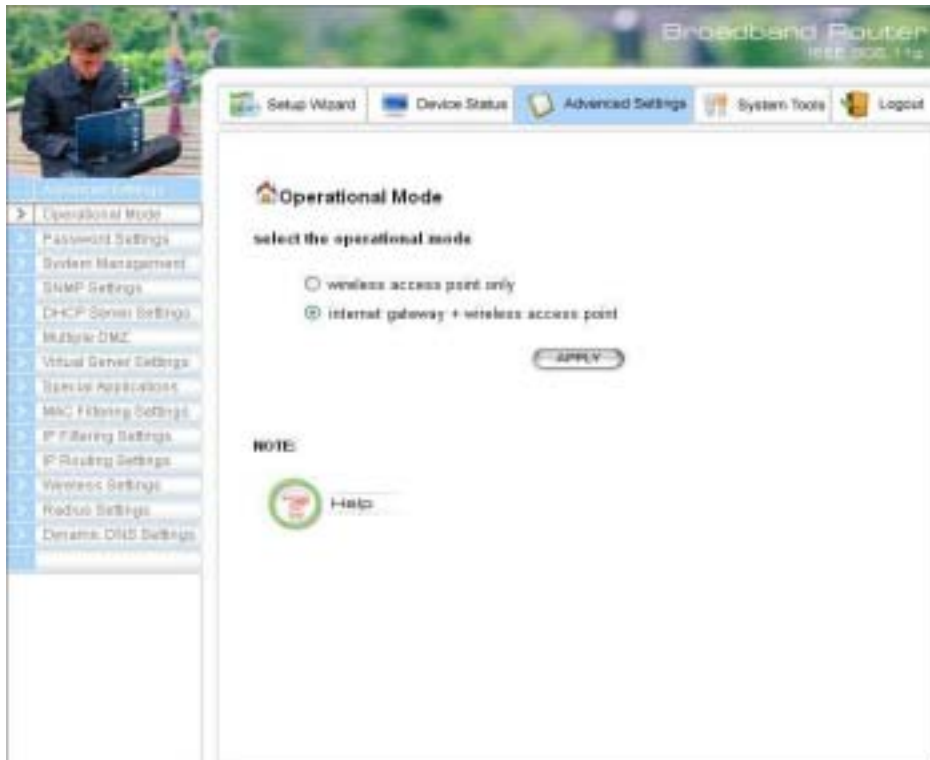 Broadband Router
IEEE 802.11g
Setup Wizard
Device Status
Advanced Settings
System Tools
Logout
Advanced Settings
Operational Mode
Password Settings
System Management
SNMP Settings
DHCP Server Settings
Multiple DMZ
Virtual Server Settings
Special Applications
MAC Filtering Settings
IP Filtering Settings
IP Routing Settings
Wireless Settings
Radius Settings
Dynamic DNS Settings
Operational Mode
select the operational mode
wireless access point only
internet gateway + wireless access point
APPLY
NOTE:
Help